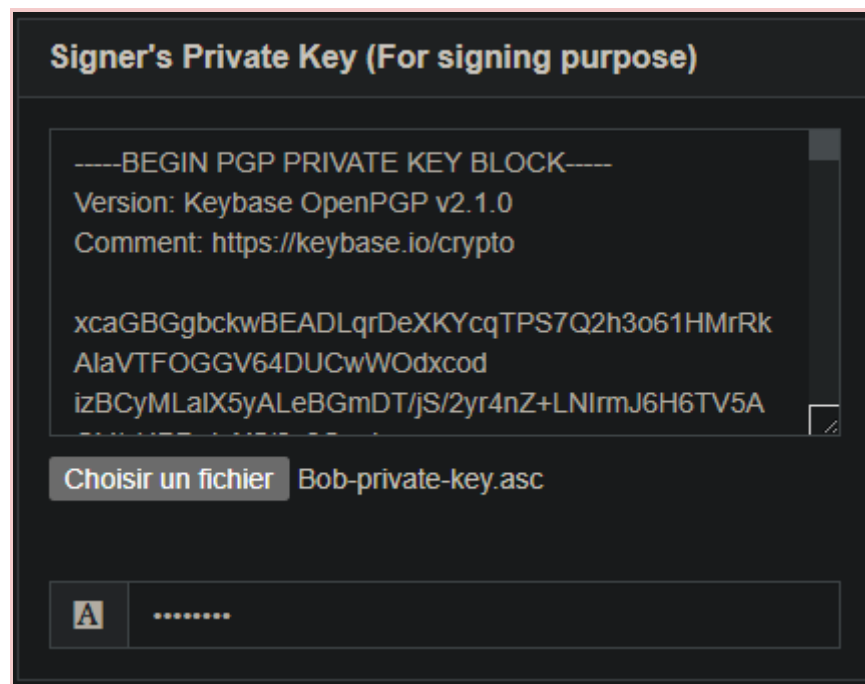 Signer's Private Key (For signing purpose)
-----BEGIN PGP PRIVATE KEY BLOCK-----
Version: Keybase OpenPGP v2.1.0
Comment: https://keybase.io/crypto
xcaGBGgbckwBEADLqrDeXKYcqTPS7Q2h3o61HMrRk
AlaVTFOGGV64DUCwWOdxcod
izBCyMLaIX5yALeBGmDT/jS/2yr4nZ+LNIrmJ6H6TV5A
Choisir un fichier Bob-private-key.asc
A ••••••••